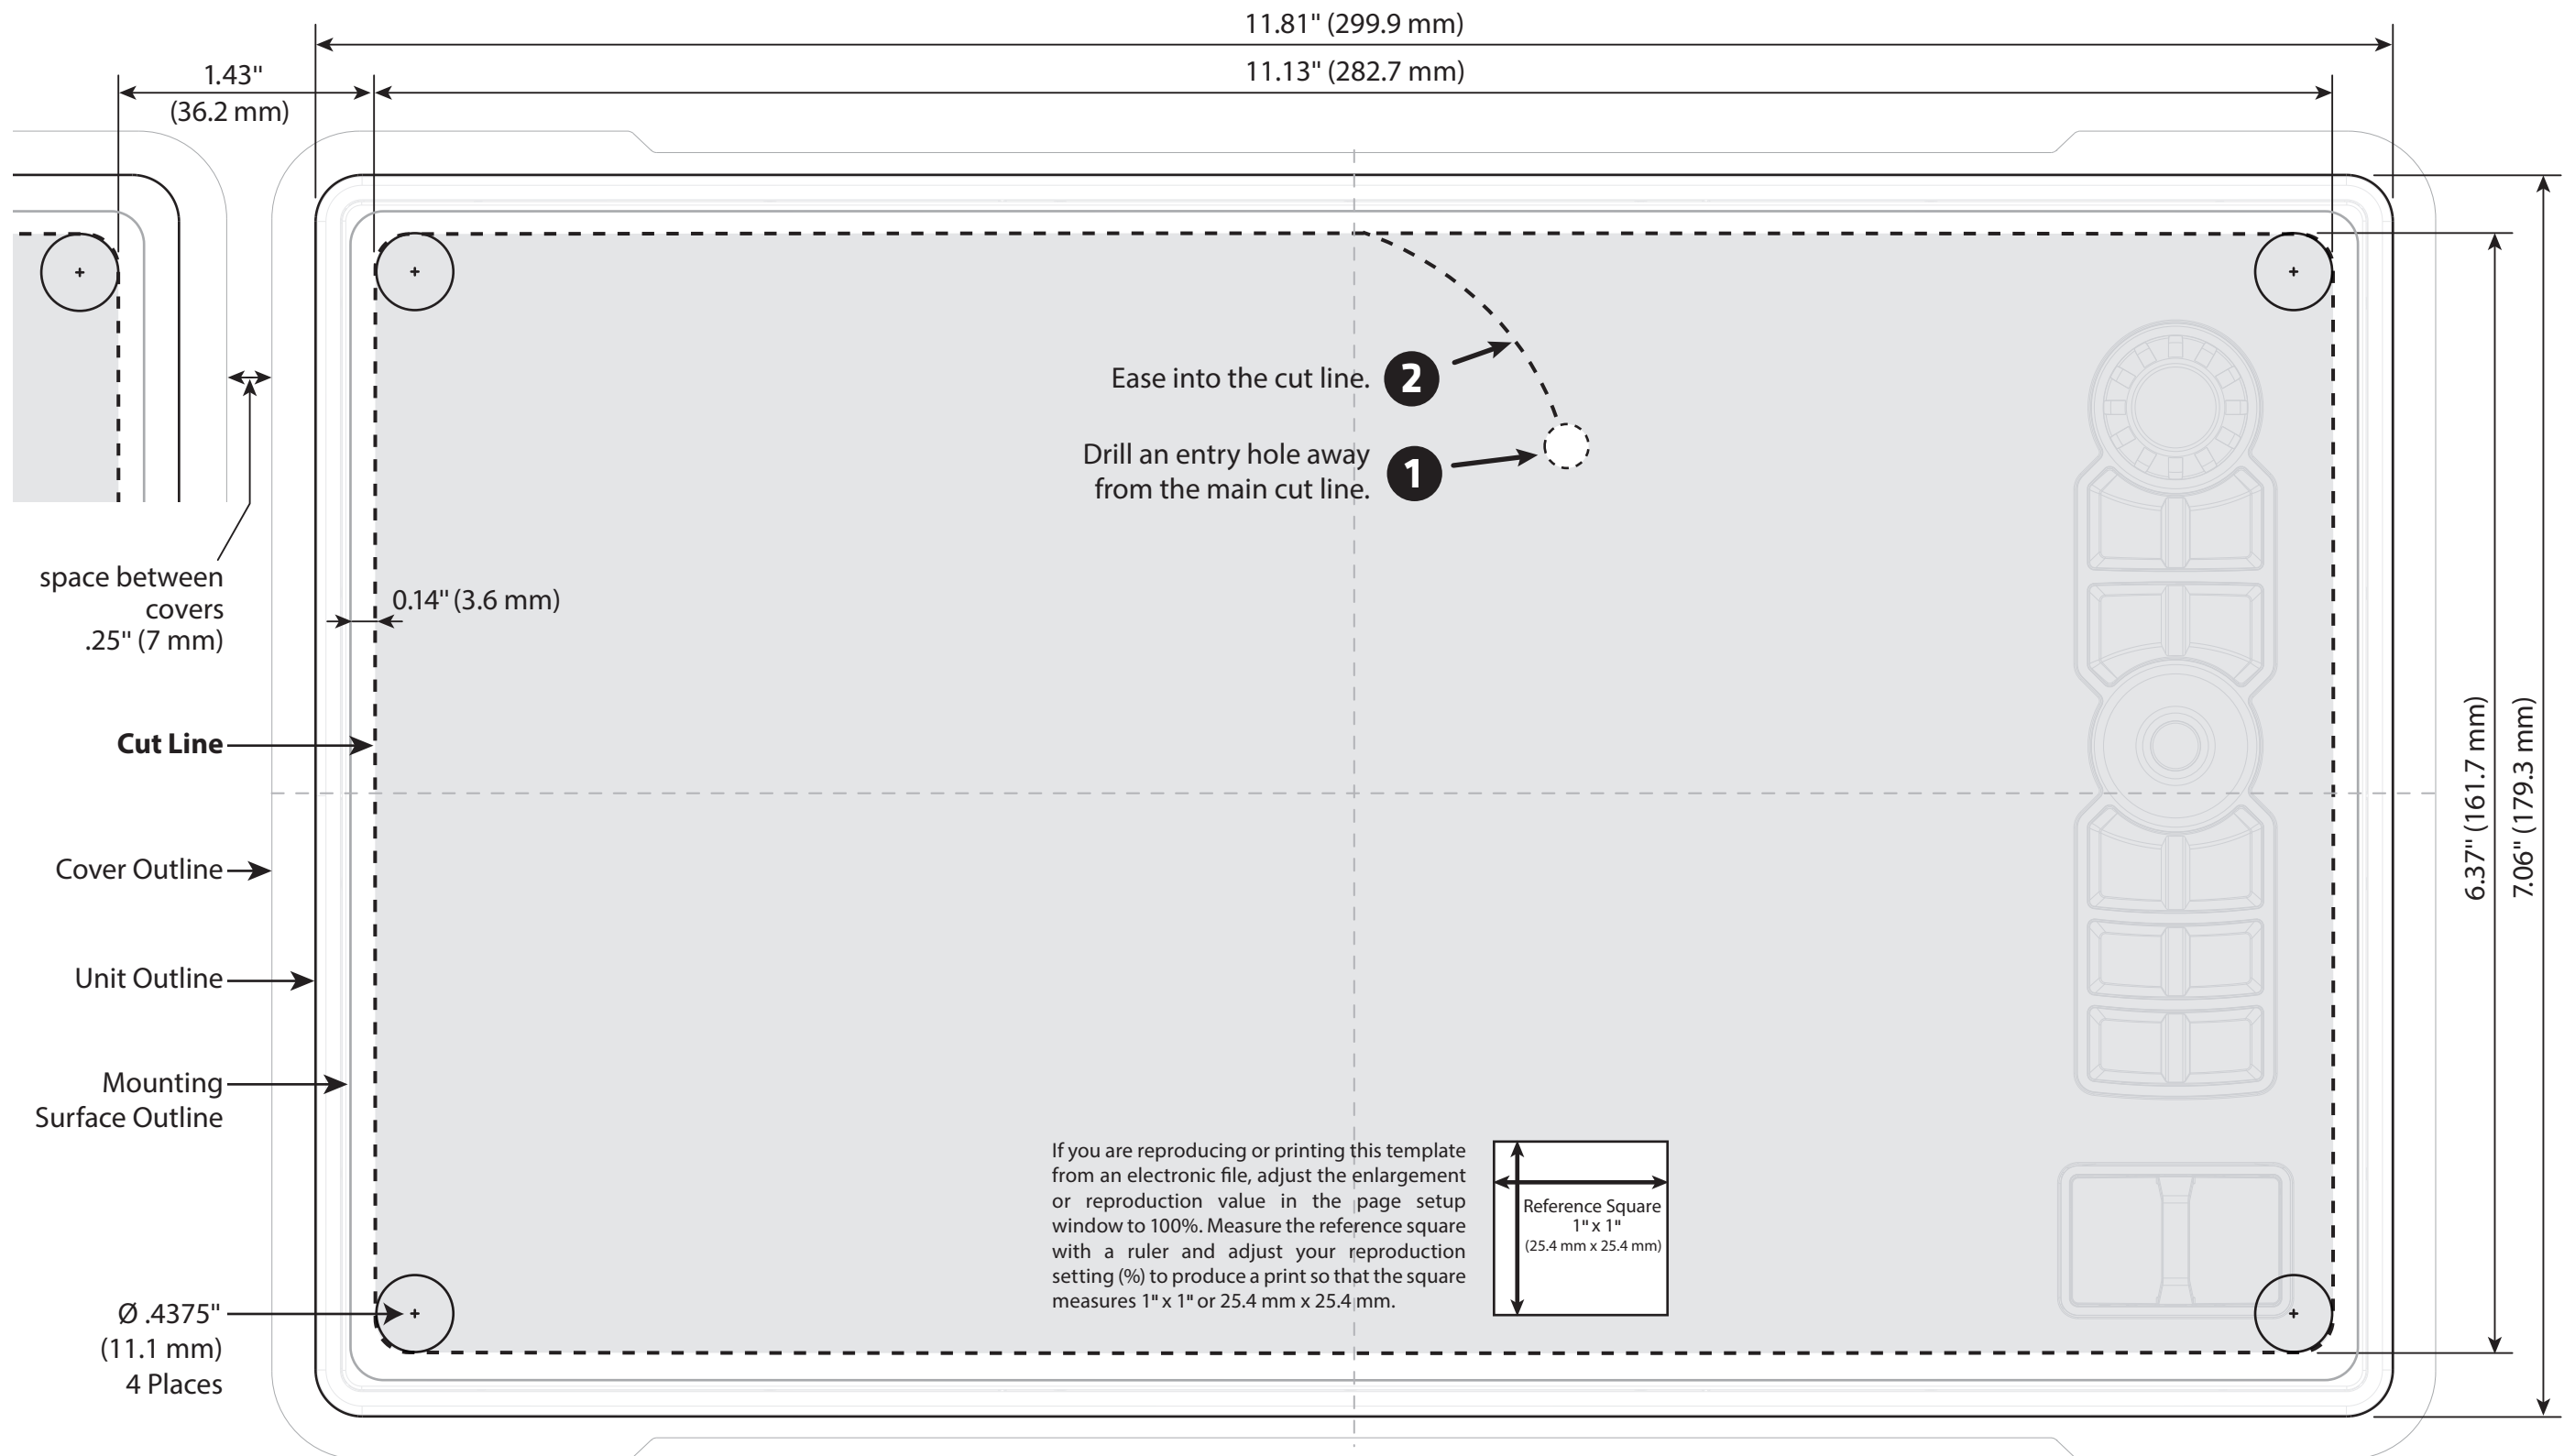 11.81" (299.9 mm)
11.13" (282.7 mm)
1.43"
(36.2 mm)
Ease into the cut line.
2
Drill an entry hole away
from the main cut line.
1
space between
covers
.25" (7 mm)
0.14" (3.6 mm)
Cut Line
Cover Outline
Unit Outline
Mounting
Surface Outline
Ø .4375"
(11.1 mm)
4 Places
6.37" (161.7 mm)
7.06" (179.3 mm)
If you are reproducing or printing this template
from an electronic file, adjust the enlargement
or reproduction value in the page setup
window to 100%. Measure the reference square
with a ruler and adjust your reproduction
setting (%) to produce a print so that the square
measures 1" x 1" or 25.4 mm x 25.4 mm.
Reference Square
1" x 1"
(25.4 mm x 25.4 mm)